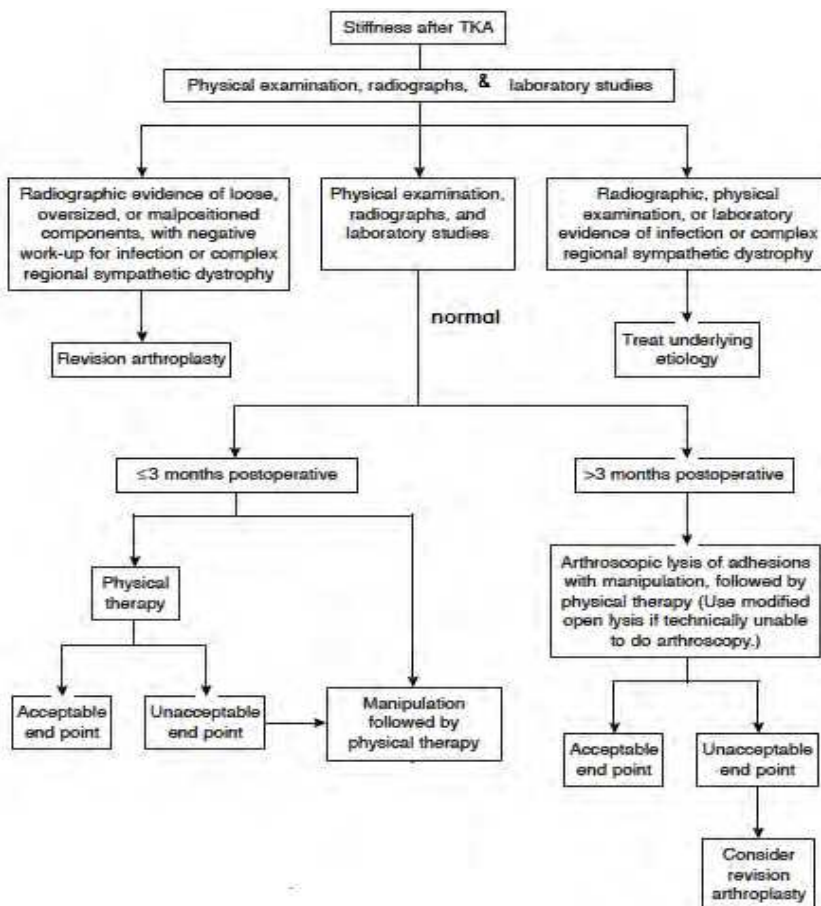 Stiffness after TKA
Physical examination, radiographs, & laboratory studies
Radiographic evidence of loose,
oversized, or malpositioned
components, with negative
work-up for infection or complex
regional sympathetic dystrophy
Physical examination,
radiographs, and
laboratory studies
Radiographic, physical
examination, or laboratory
evidence of infection or complex
regional sympathetic dystrophy
normal
Revision arthroplasty
Treat underlying
etiology
≤3 months postoperative
>3 months postoperative
Physical
therapy
Arthroscopic lysis of adhesions
with manipulation, followed by
physical therapy (Use modified
open lysis if technically unable
to do arthroscopy.)
Acceptable
end point
Unacceptable
end point
Manipulation
followed by
physical therapy
Acceptable
end point
Unacceptable
end point
Consider
revision
arthroplasty